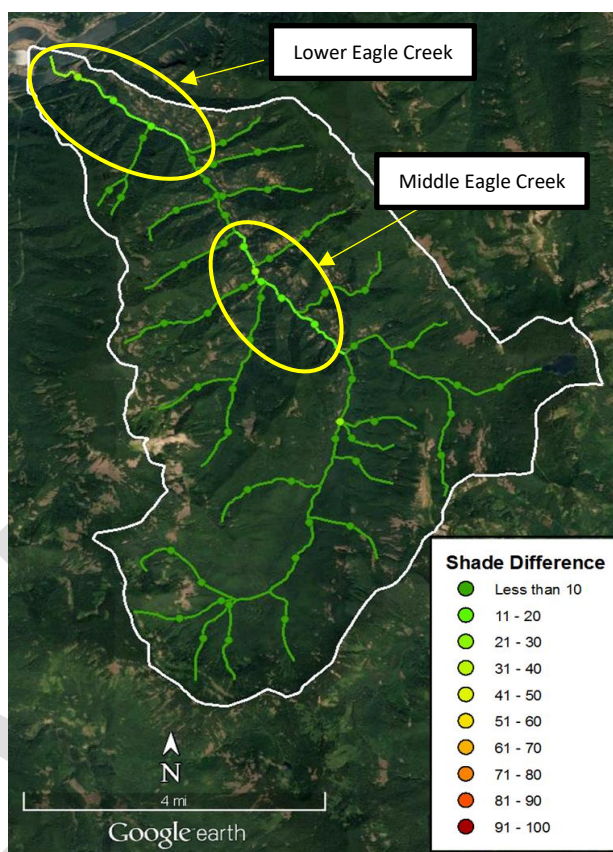 Lower Eagle Creek
Middle Eagle Creek
Shade Difference
Less than 10
11 - 20
21 - 30
31 - 40
41 - 50
51 - 60
61 - 70
71 - 80
81 - 90
91 - 100
N
4 mi
Google earth